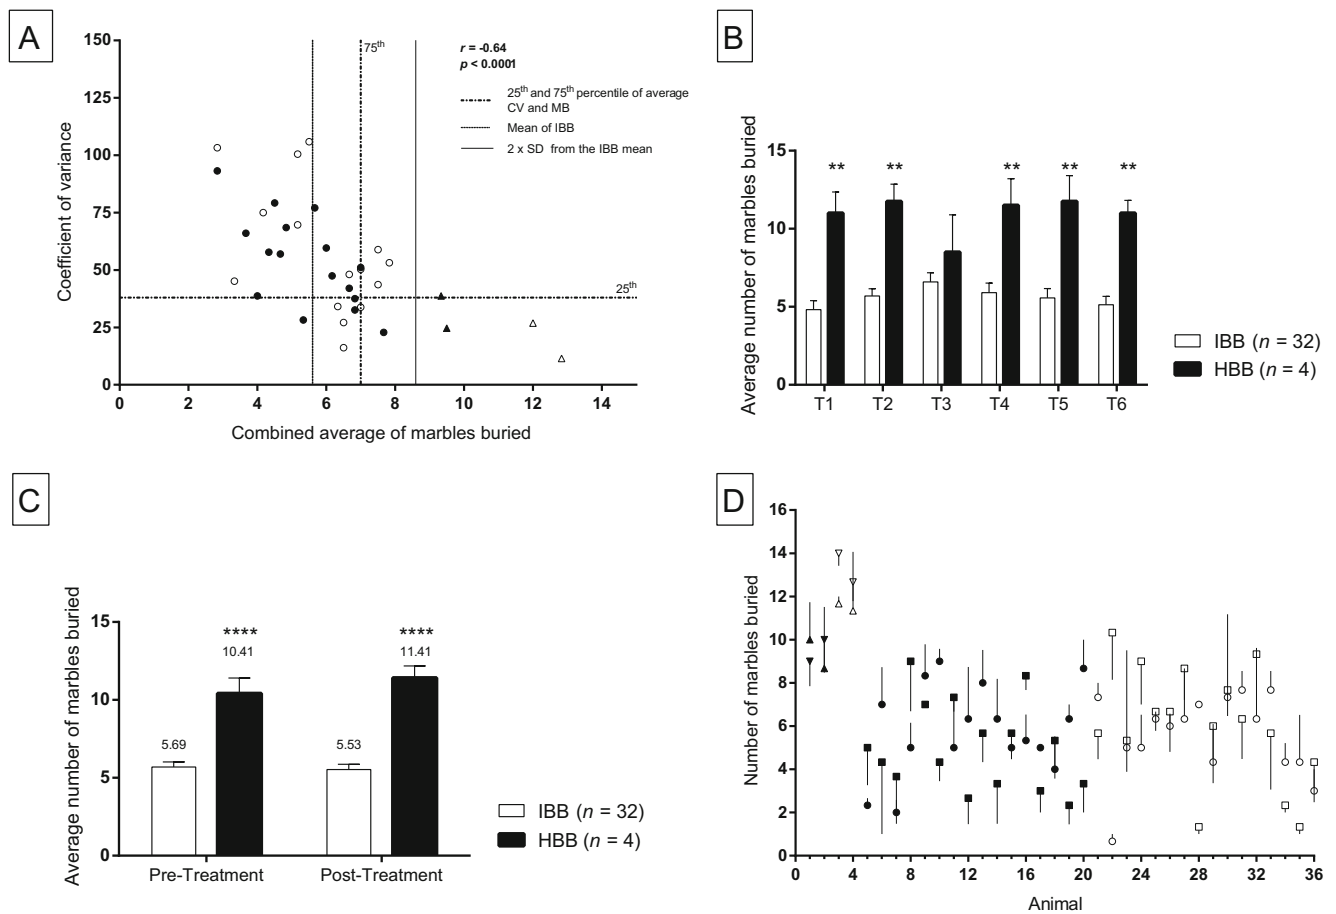 A
150
125
100
75
50
25
0
0 2 4 6 8 10 12 14
Coefficient of variance
Combined average of marbles buried
75th
25th
r = -0.64
p < 0.0001
25th and 75th percentile of average
CV and MB
Mean of IBB
2 x SD from the IBB mean
B
15
10
5
0
Average number of marbles buried
** ** ** ** **
T1 T2 T3 T4 T5 T6
IBB (n = 32)
HBB (n = 4)
C
15
10
5
0
Average number of marbles buried
**** ****
10.41 11.41
5.69 5.53
Pre-Treatment Post-Treatment
IBB (n = 32)
HBB (n = 4)
D
16
14
12
10
8
6
4
2
0
Number of marbles buried
0 4 8 12 16 20 24 28 32 36
Animal